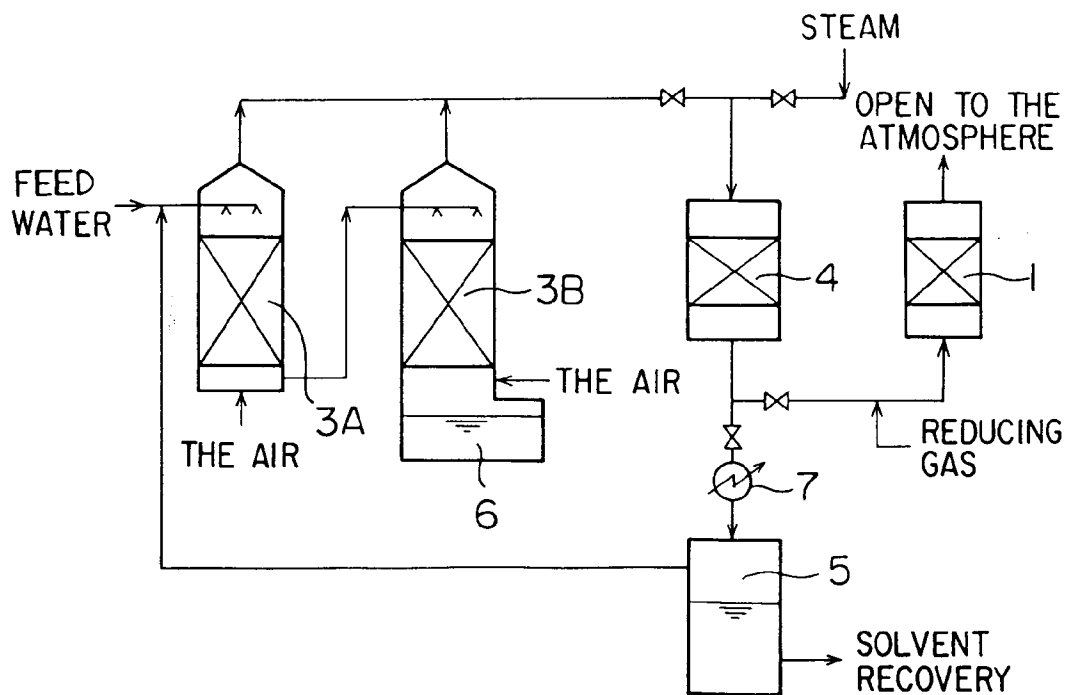 STEAM
OPEN TO THE
ATMOSPHERE
FEED
WATER
3B
4
1
THE AIR
3A
THE AIR
REDUCING
GAS
6
7
5
SOLVENT
RECOVERY